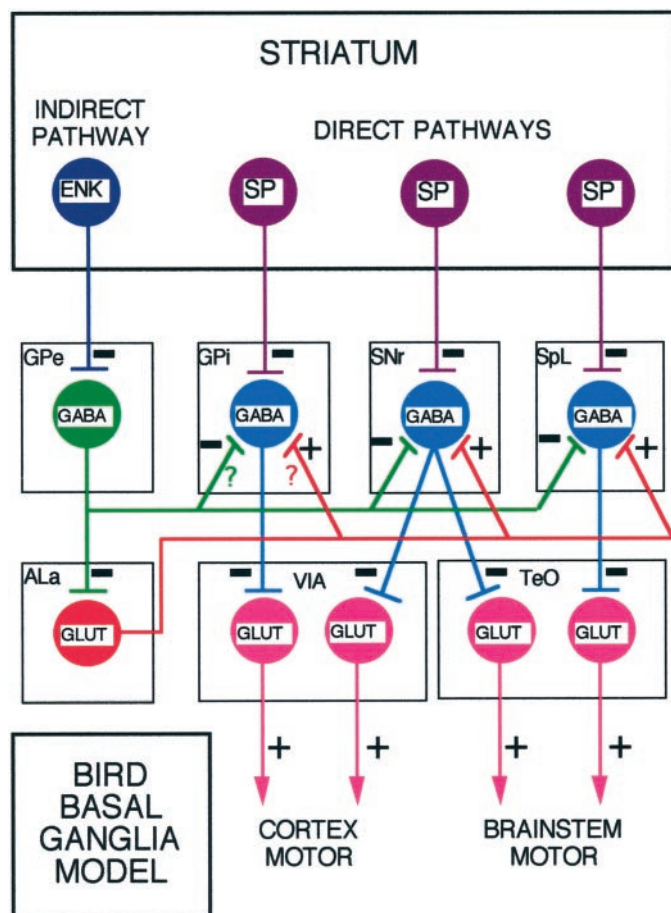 STRIATUM
INDIRECT
PATHWAY
DIRECT PATHWAYS
ENK SP SP SP
GPe GPi SNr SpL
GABA GABA GABA GABA
? ?
ALa VIA TeO
GLUT GLUT GLUT GLUT GLUT
+ + + +
BIRD
BASAL
GANGLIA
MODEL
CORTEX
MOTOR
BRAINSTEM
MOTOR